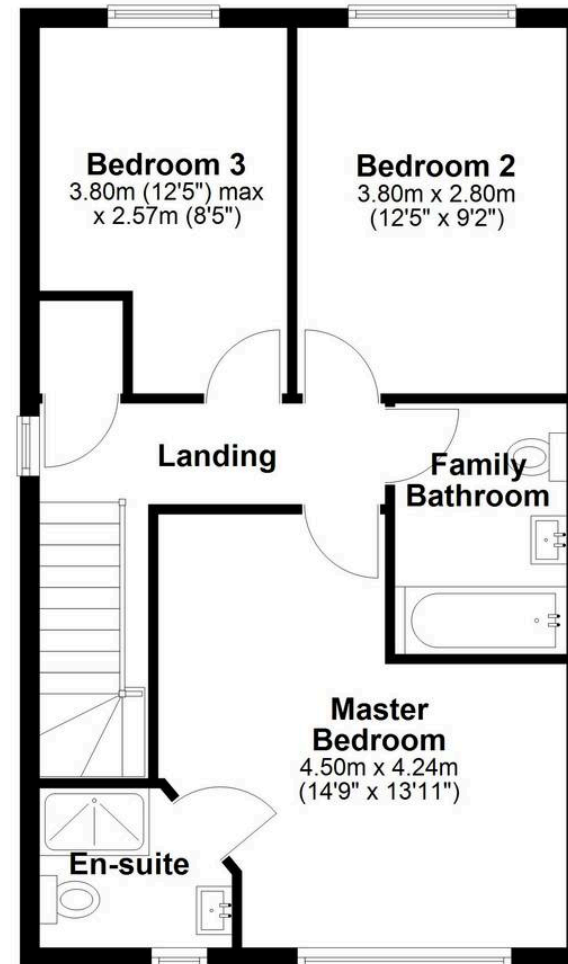 Bedroom 3
3.80m (12'5") max
x 2.57m (8'5")
Bedroom 2
3.80m x 2.80m
(12'5" x 9'2")
Landing
Family
Bathroom
Master
Bedroom
4.50m x 4.24m
(14'9" x 13'11")
En-suite